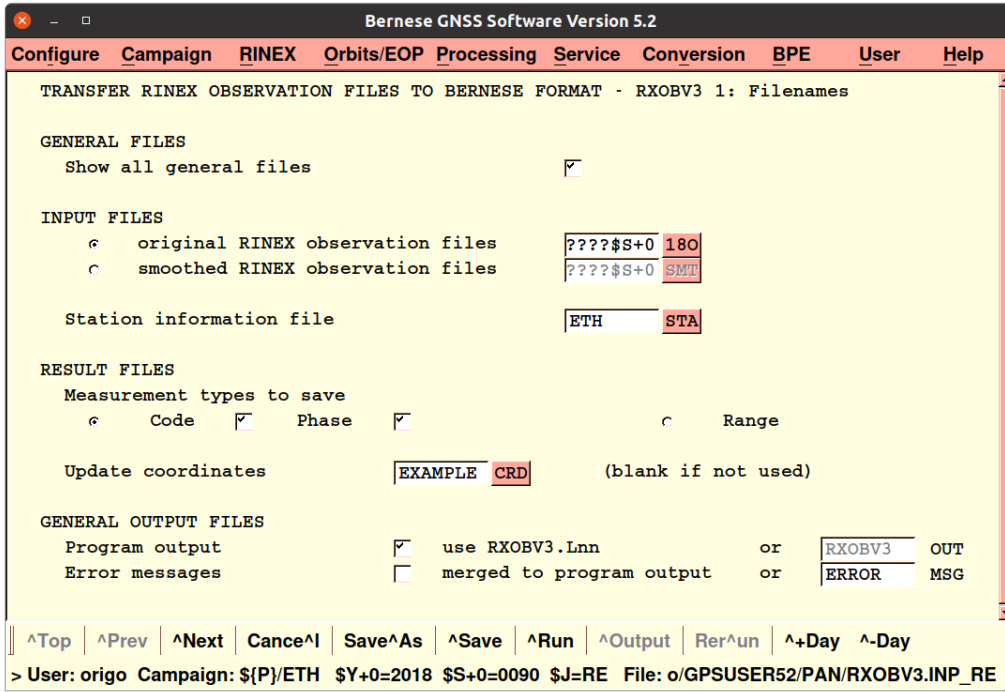 Bernese GNSS Software Version 5.2
Configure Campaign RINEX Orbits/EOP Processing Service Conversion BPE User Help
TRANSFER RINEX OBSERVATION FILES TO BERNESE FORMAT - RXOBV3 1: Filenames
GENERAL FILES
Show all general files
INPUT FILES
original RINEX observation files ????$S+0 18O
smoothed RINEX observation files ????$S+0 SMT
Station information file ETH STA
RESULT FILES
Measurement types to save
Code Phase Range
Update coordinates EXAMPLE CRD (blank if not used)
GENERAL OUTPUT FILES
Program output use RXOBV3.Lnn or RXOBV3 OUT
Error messages merged to program output or ERROR MSG
^Top ^Prev ^Next Cance^l Save^As ^Save ^Run ^Output Rer^un ^+Day ^-Day
> User: origo Campaign: ${P}/ETH $Y+0=2018 $S+0=0090 $J=RE File: o/GPSUSER52/PAN/RXOBV3.INP_RE